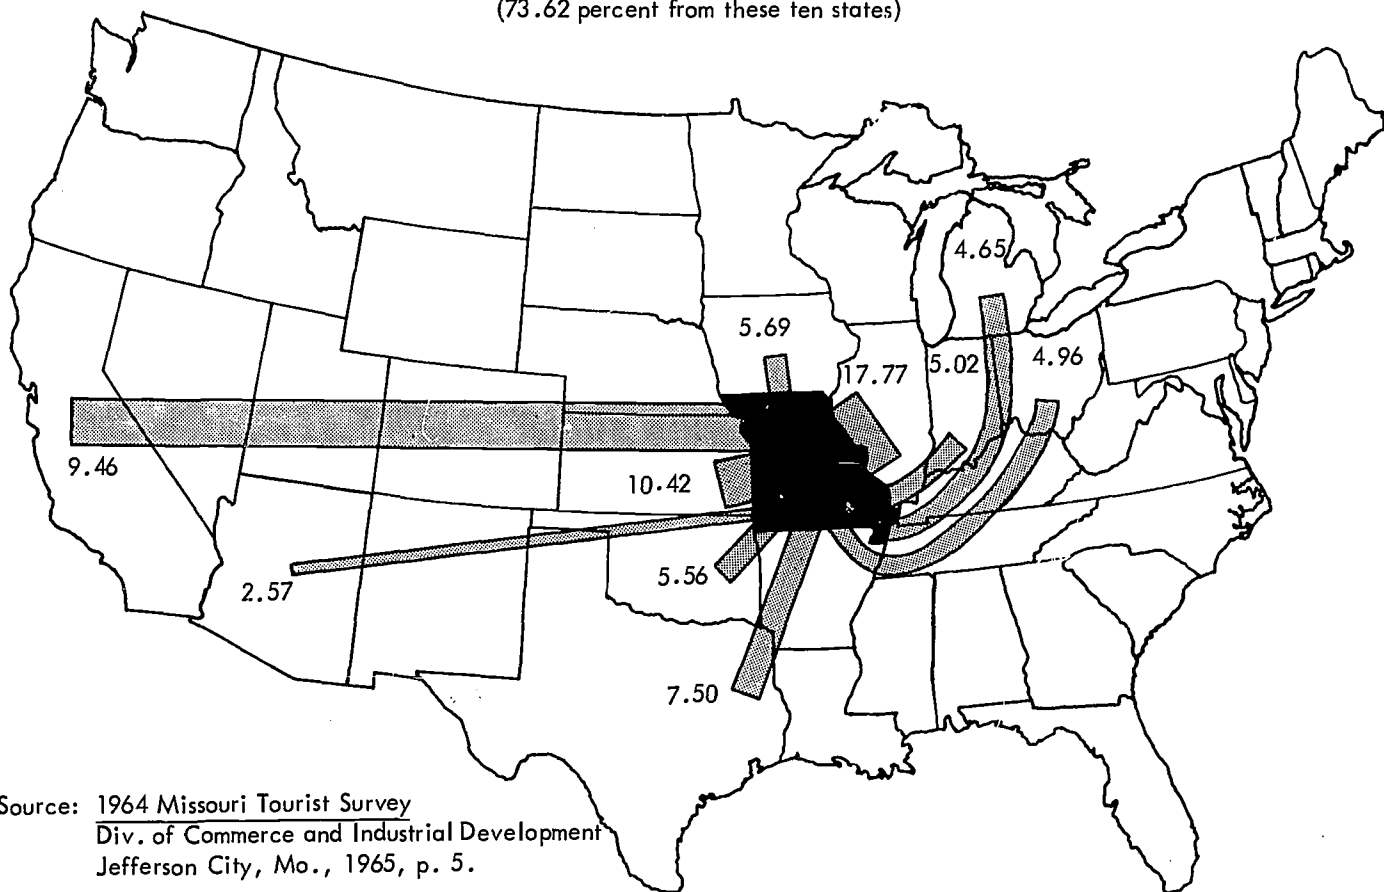 (73.62 percent from these ten states)
4.65
5.69
17.77
5.02
4.96
9.46
10.42
2.57
5.56
7.50
Source: 1964 Missouri Tourist Survey
Div. of Commerce and Industrial Development
Jefferson City, Mo., 1965, p. 5.